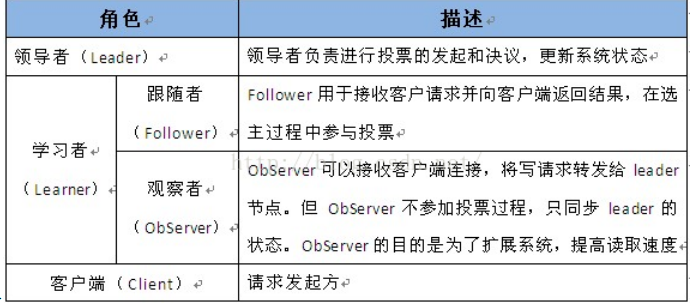 角色 描述
领导者（Leader） 领导者负责进行投票的发起和决议，更新系统状态
学习者
（Learner）
跟随者
（Follower）
Follower 用于接收客户请求并向客户端返回结果，在选
主过程中参与投票
观察者
（ObServer）
ObServer 可以接收客户端连接，将写请求转发给 leader
节点。但 ObServer 不参加投票过程，只同步 leader 的
状态。ObServer 的目的是为了扩展系统，提高读取速度
客户端（Client） 请求发起方